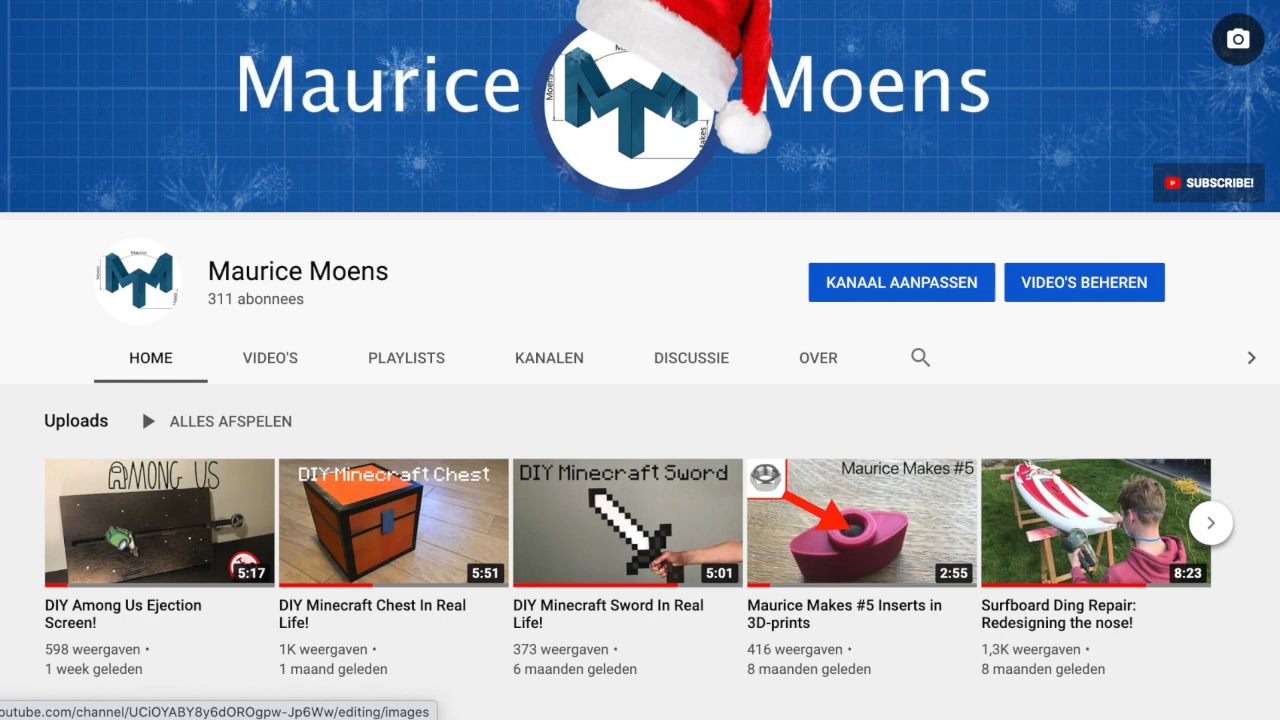 Maurice
Moens
M
Moens
Makes
SUBSCRIBE!
Maurice
Moens
Maurice Moens
311 abonnees
KANAAL AANPASSEN
VIDEO'S BEHEREN
HOME
VIDEO'S
PLAYLISTS
KANALEN
DISCUSSIE
OVER
Uploads
ALLES AFSPELEN
AMONG US
5:17
DIY Minecraft Chest
5:51
DIY Minecraft Sword
5:01
Maurice Makes #5
2:55
8:23
DIY Among Us Ejection
Screen!
598 weergaven •
1 week geleden
DIY Minecraft Chest In Real
Life!
1K weergaven •
1 maand geleden
DIY Minecraft Sword In Real
Life!
373 weergaven •
6 maanden geleden
Maurice Makes #5 Inserts in
3D-prints
416 weergaven •
8 maanden geleden
Surfboard Ding Repair:
Redesigning the nose!
1,3K weergaven •
8 maanden geleden
outube.com/channel/UCiOYABY8y6dOROgpw-Jp6Ww/editing/images